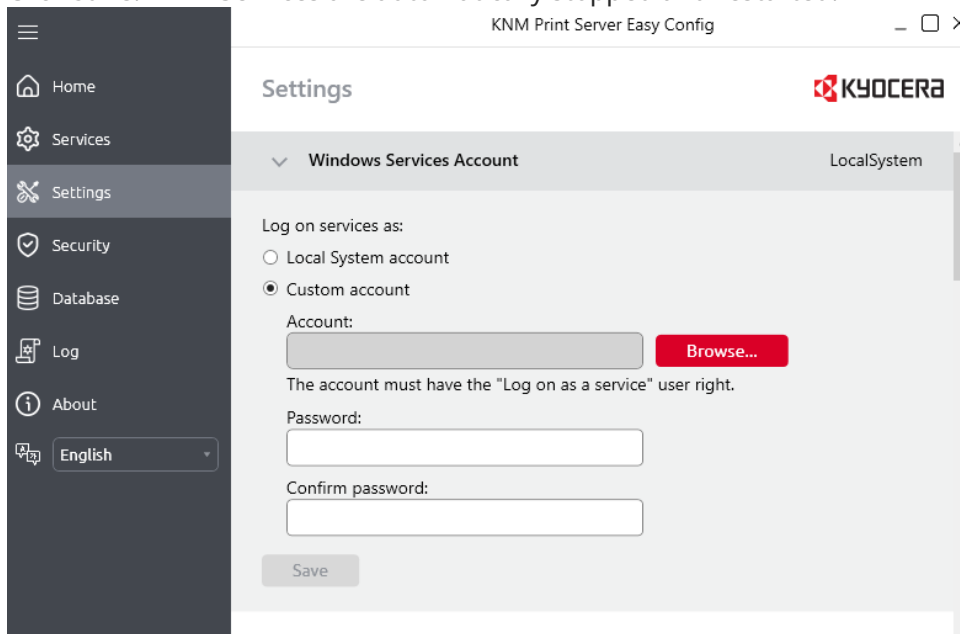 KNM Print Server Easy Config
Home
Services
Settings
Security
Database
Log
About
English
Settings
KYOCERA
Windows Services Account
LocalSystem
Log on services as:
Local System account
Custom account
Account:
Browse...
The account must have the "Log on as a service" user right.
Password:
Confirm password:
Save